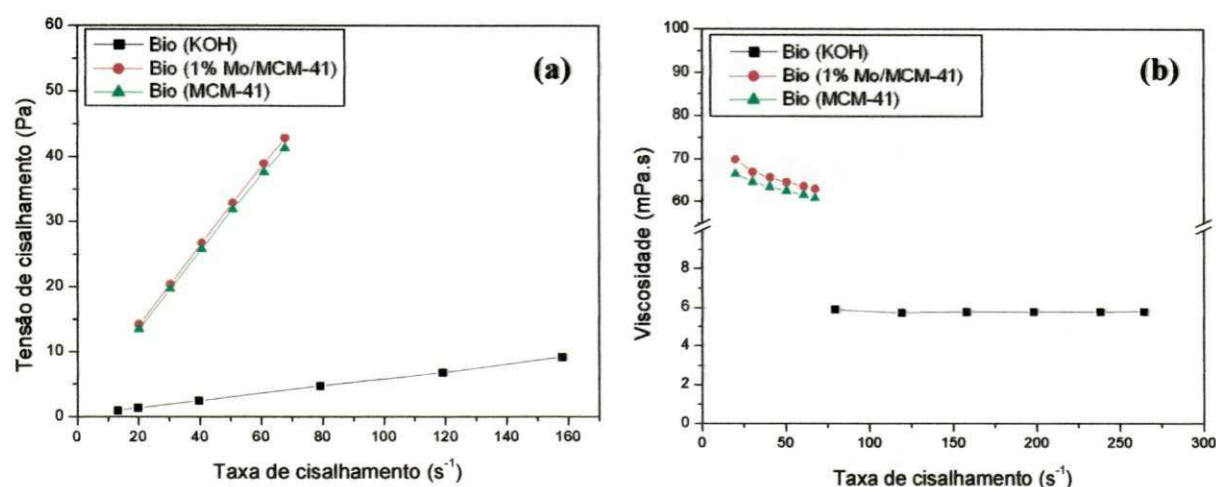 60
50
40
30
20
10
0
Tensão de cisalhamento (Pa)
Bio (KOH)
Bio (1% Mo/MCM-41)
Bio (MCM-41)
(a)
20 40 60 80 100 120 140 160
Taxa de cisalhamento (s⁻¹)
100
90
80
70
60
8
6
4
2
0
Viscosidade (mPa.s)
Bio (KOH)
Bio (1% Mo/MCM-41)
Bio (MCM-41)
(b)
0 50 100 150 200 250 300
Taxa de cisalhamento (s⁻¹)